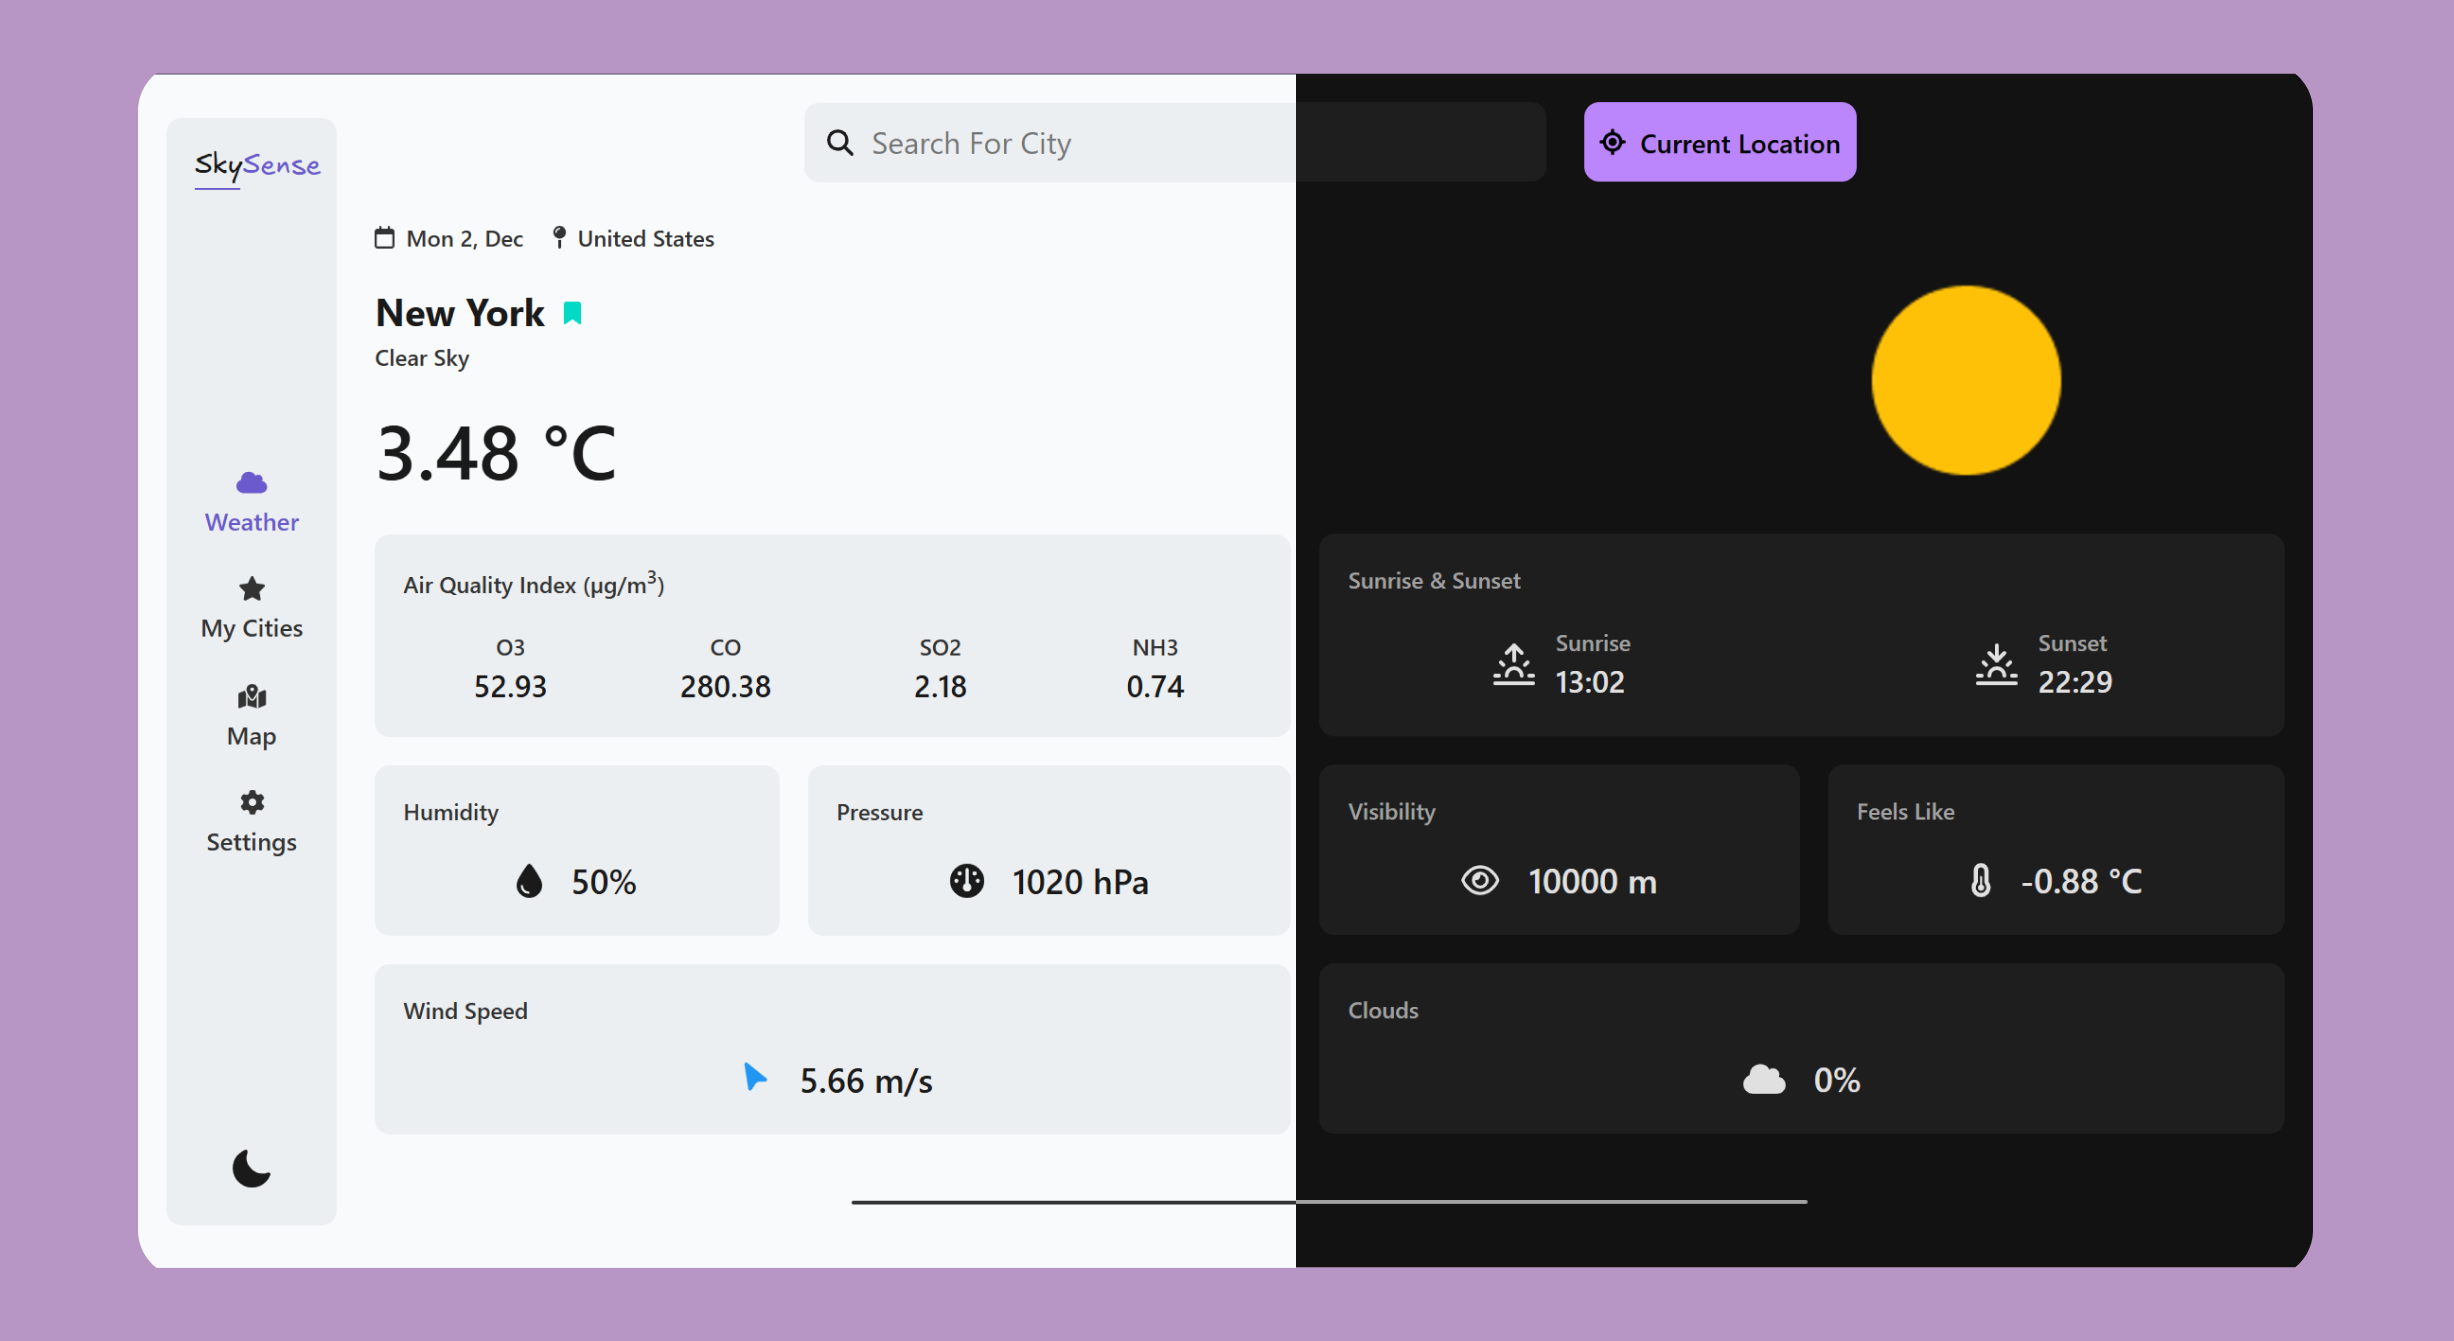 SkySense
Search For City
Current Location
Mon 2, Dec United States
New York
Clear Sky
3.48 °C
Weather
My Cities
Map
Settings
Air Quality Index (µg/m³)
O3 CO SO2 NH3
52.93 280.38 2.18 0.74
Sunrise & Sunset
Sunrise
13:02
Sunset
22:29
Humidity
50%
Pressure
1020 hPa
Visibility
10000 m
Feels Like
-0.88 °C
Wind Speed
5.66 m/s
Clouds
0%